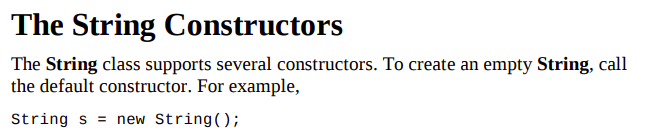 The String Constructors
The String class supports several constructors. To create an empty String, call
the default constructor. For example,
String s = new String();